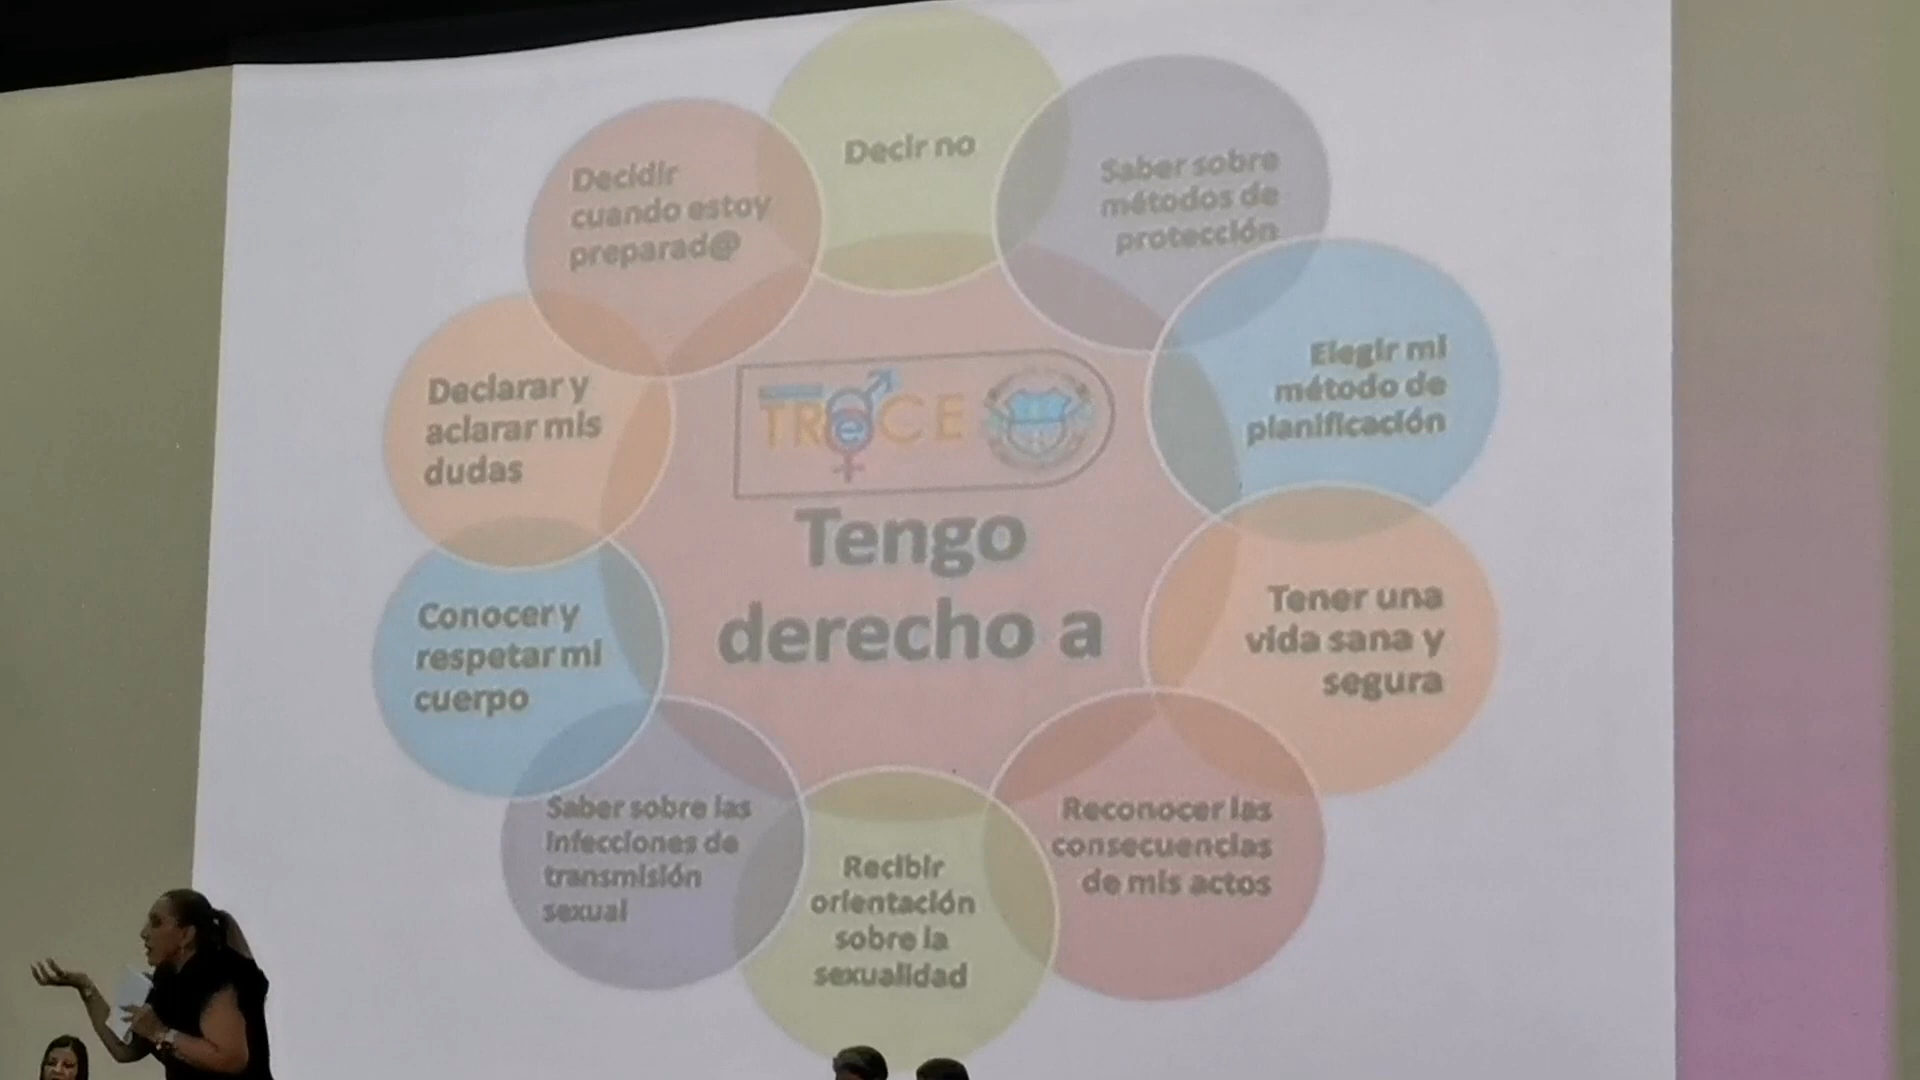 Decir no
Saber sobre
métodos de
protección
Elegir mi
método de
planificación
Tener una
vida sana y
segura
Reconocer las
consecuencias
de mis actos
Recibir
orientación
sobre la
sexualidad
Saber sobre las
infecciones de
transmisión
sexual
Conocer y
respetar mi
cuerpo
Declarar y
aclarar mis
dudas
Decidir
cuando estoy
preparad@
TReCE
Tengo
derecho a